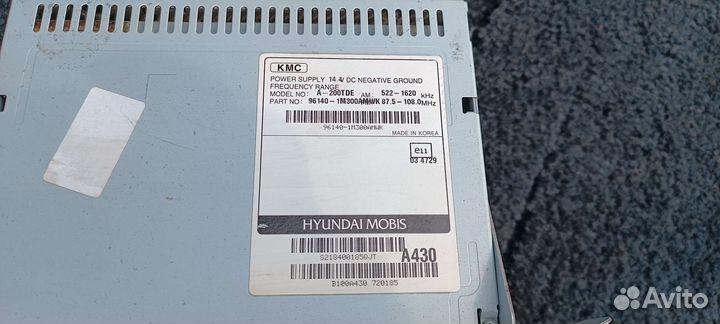 KMC
POWER SUPPLY 14.4V DC NEGATIVE GROUND
FREQUENCY RANGE
MODEL NO: A-200TDE AM: 522-1620 kHz
PART NO: 96140-1M300AMWK 87.5-108.0MHz
96140-1M300AMWK
MADE IN KOREA
e11
03 4729
HYUNDAI MOBIS
S2184001850JT
A430
B100A430 720185
Avito